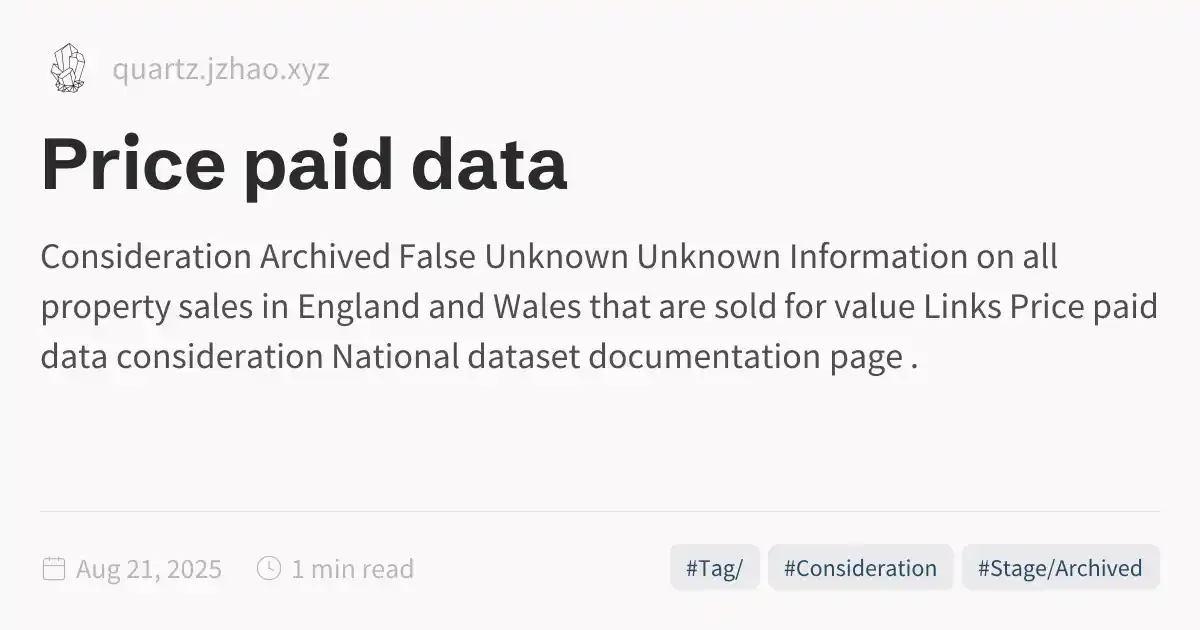 quartz.jzhao.xyz
Price paid data
Consideration Archived False Unknown Unknown Information on all
property sales in England and Wales that are sold for value Links Price paid
data consideration National dataset documentation page .
Aug 21, 2025 1 min read #Tag/ #Consideration #Stage/Archived